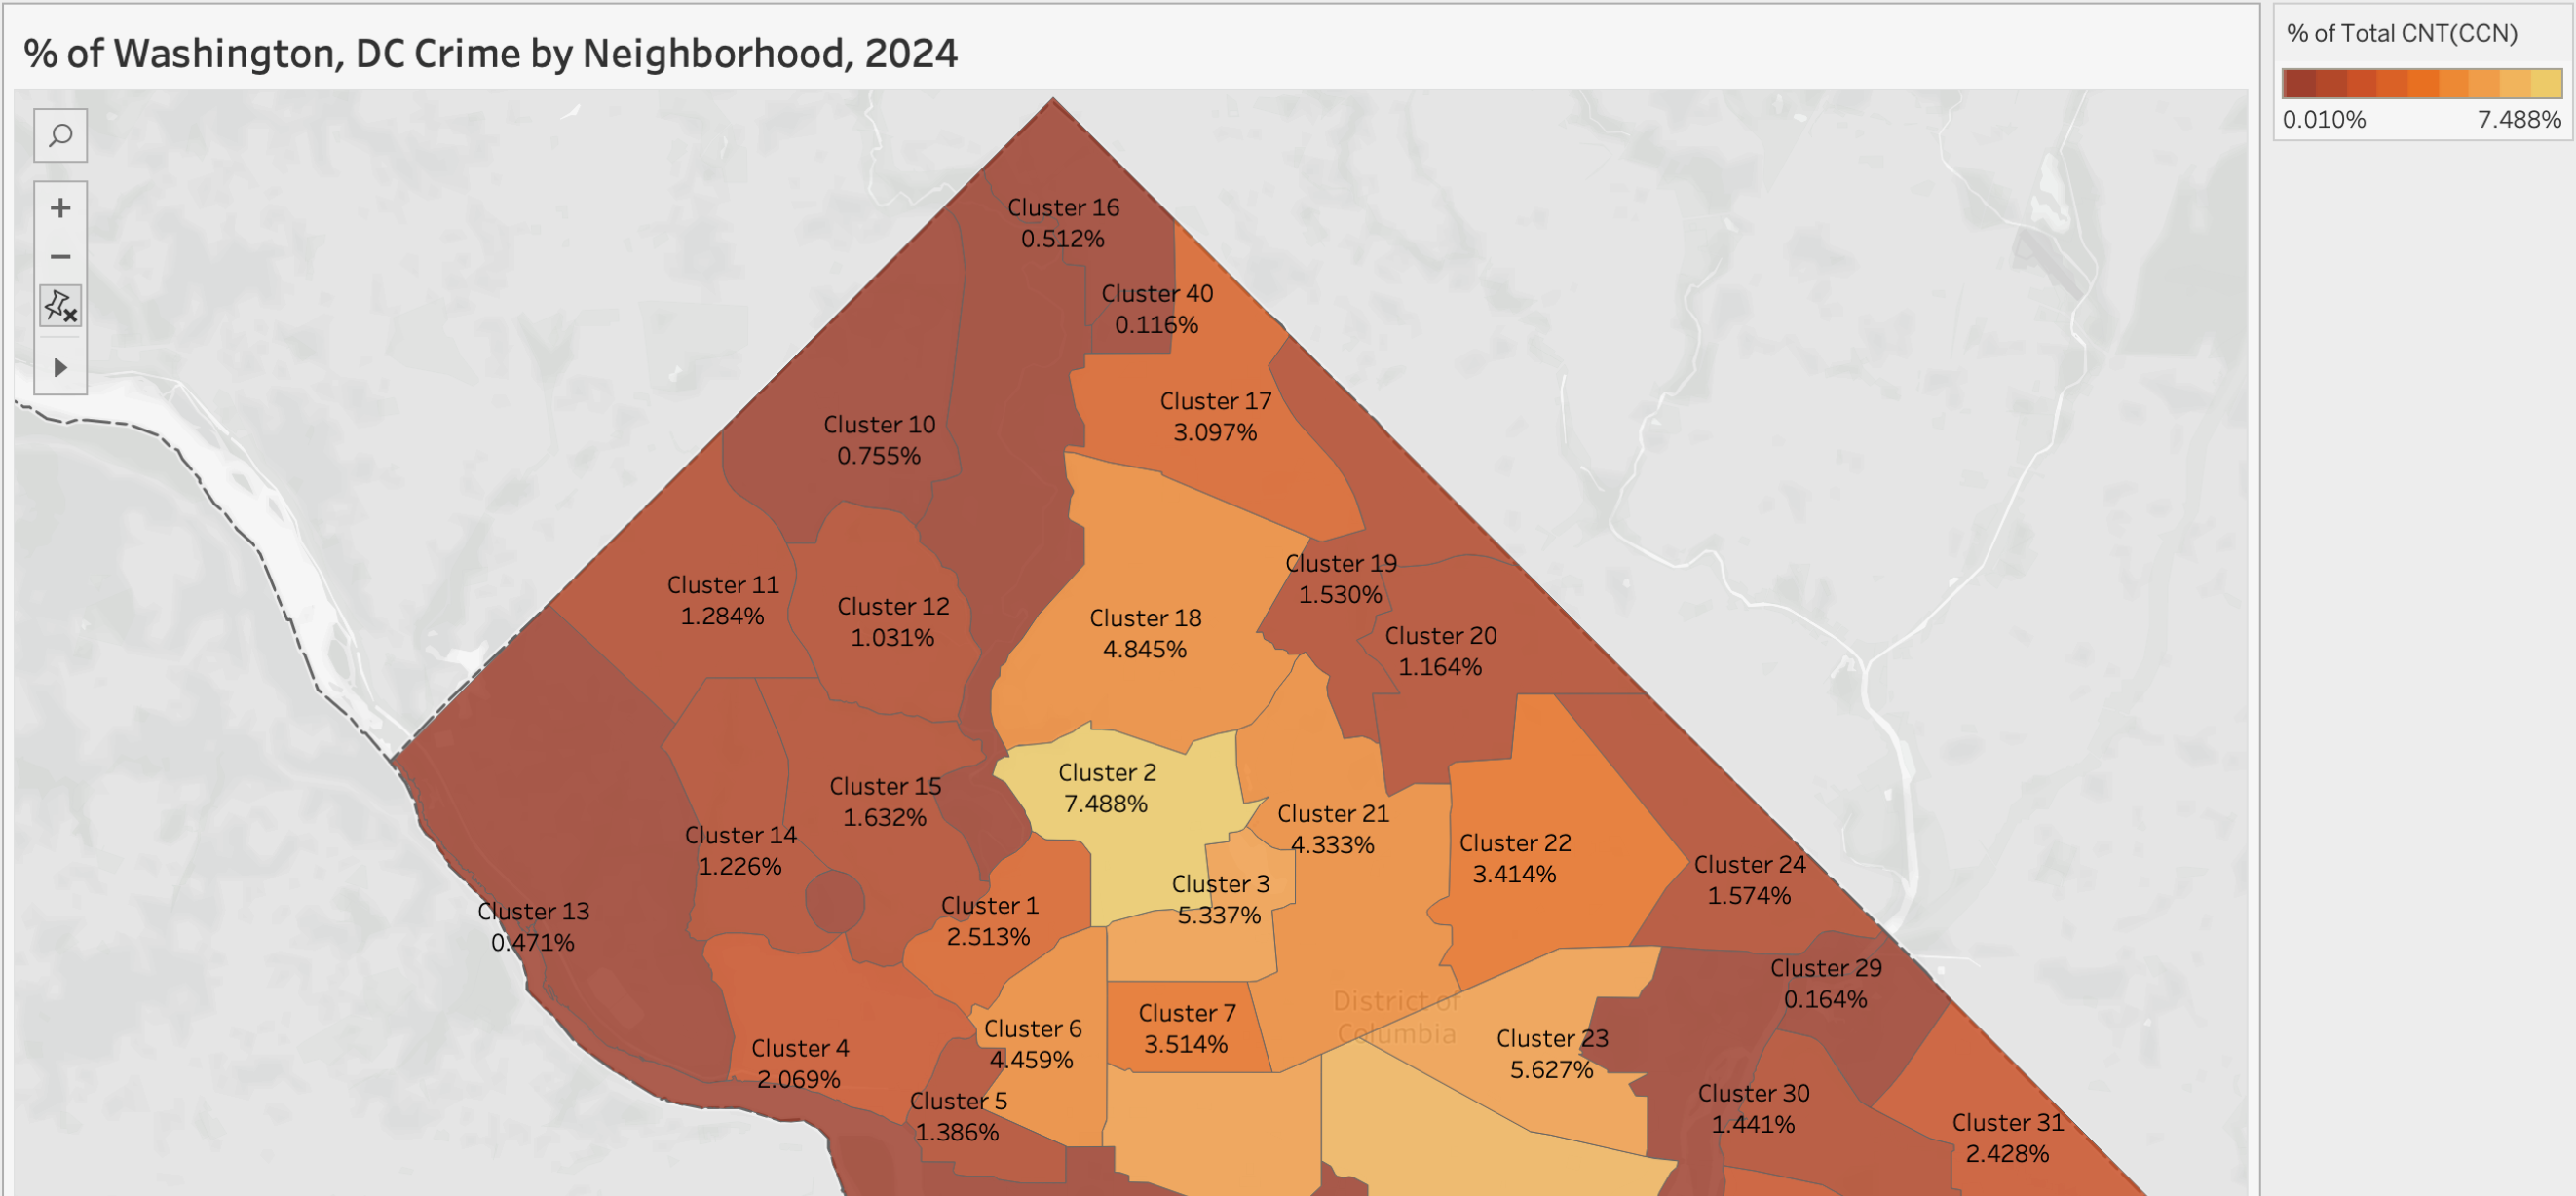 % of Washington, DC Crime by Neighborhood, 2024
% of Total CNT(CCN)
0.010% 7.488%
Cluster 16
0.512%
Cluster 40
0.116%
Cluster 17
3.097%
Cluster 10
0.755%
Cluster 19
1.530%
Cluster 11
1.284%
Cluster 12
1.031%
Cluster 18
4.845%
Cluster 20
1.164%
Cluster 2
7.488%
Cluster 15
1.632%
Cluster 21
4.333%
Cluster 14
1.226%
Cluster 22
3.414%
Cluster 24
1.574%
Cluster 3
5.337%
Cluster 1
2.513%
Cluster 13
0.471%
Cluster 29
0.164%
District of
Columbia
Cluster 7
3.514%
Cluster 6
4.459%
Cluster 23
5.627%
Cluster 4
2.069%
Cluster 30
1.441%
Cluster 5
1.386%
Cluster 31
2.428%